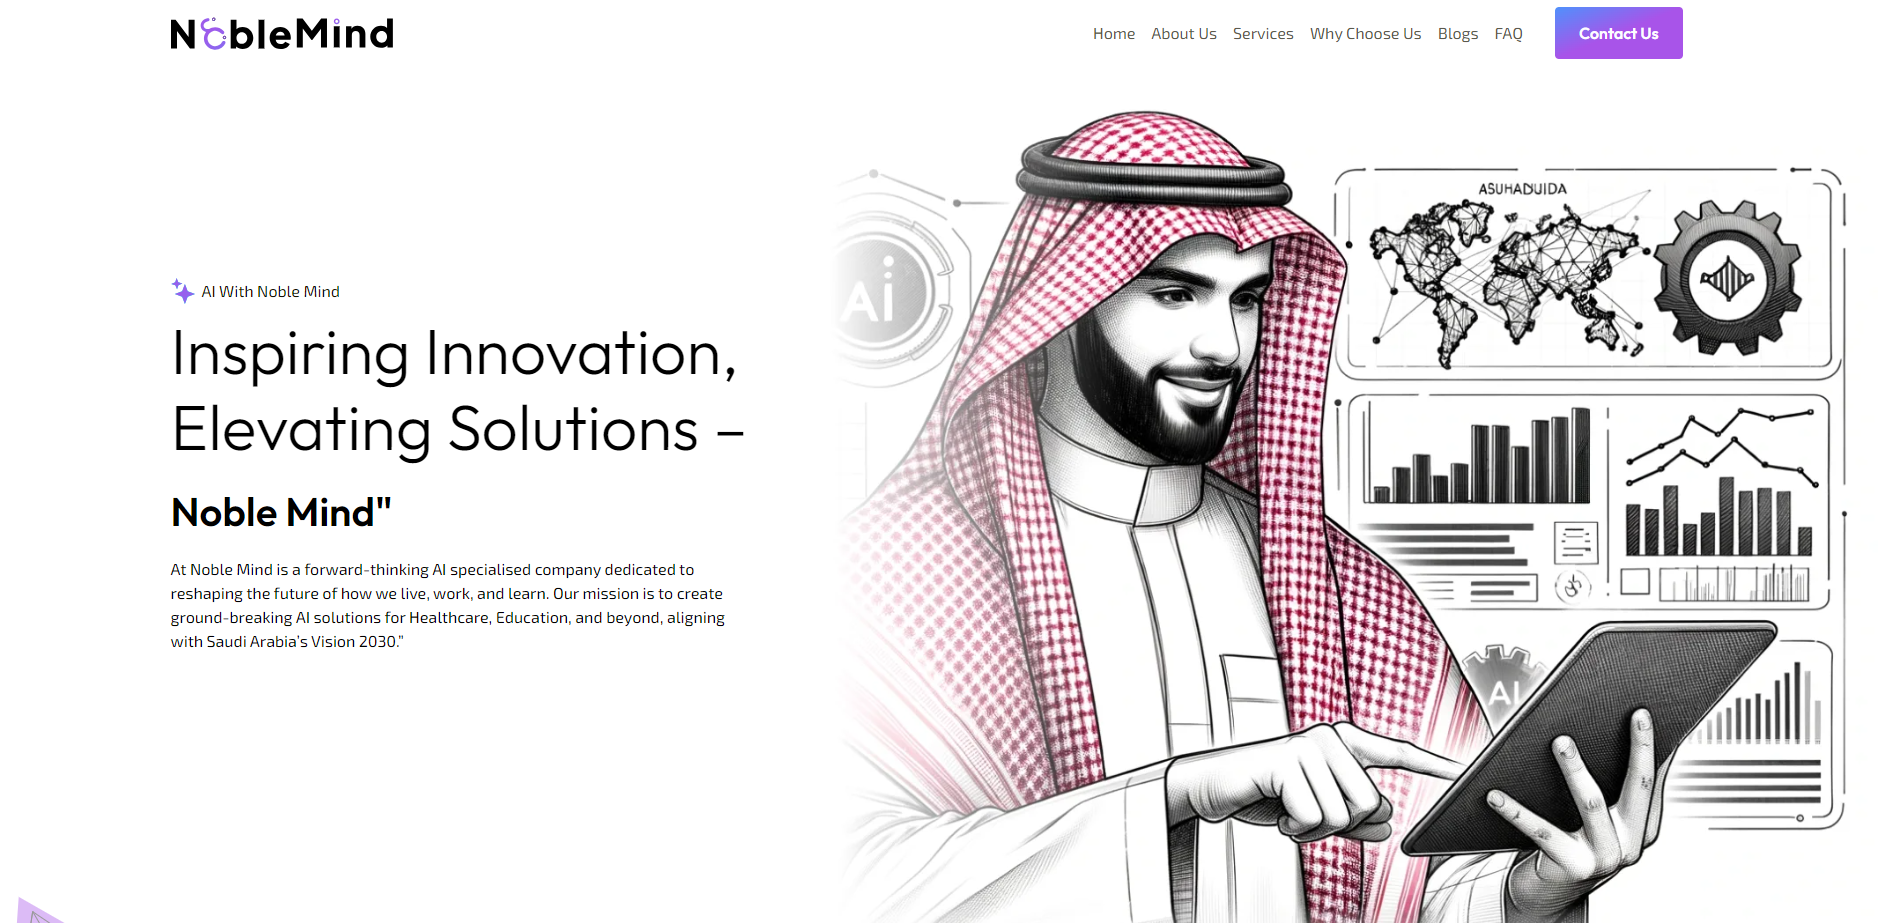 NobleMind
Home About Us Services Why Choose Us Blogs FAQ Contact Us
AI With Noble Mind
Inspiring Innovation,
Elevating Solutions –
Noble Mind"
At Noble Mind is a forward-thinking AI specialised company dedicated to
reshaping the future of how we live, work, and learn. Our mission is to create
ground-breaking AI solutions for Healthcare, Education, and beyond, aligning
with Saudi Arabia's Vision 2030."
Ai
ASUHADUIDA
AI